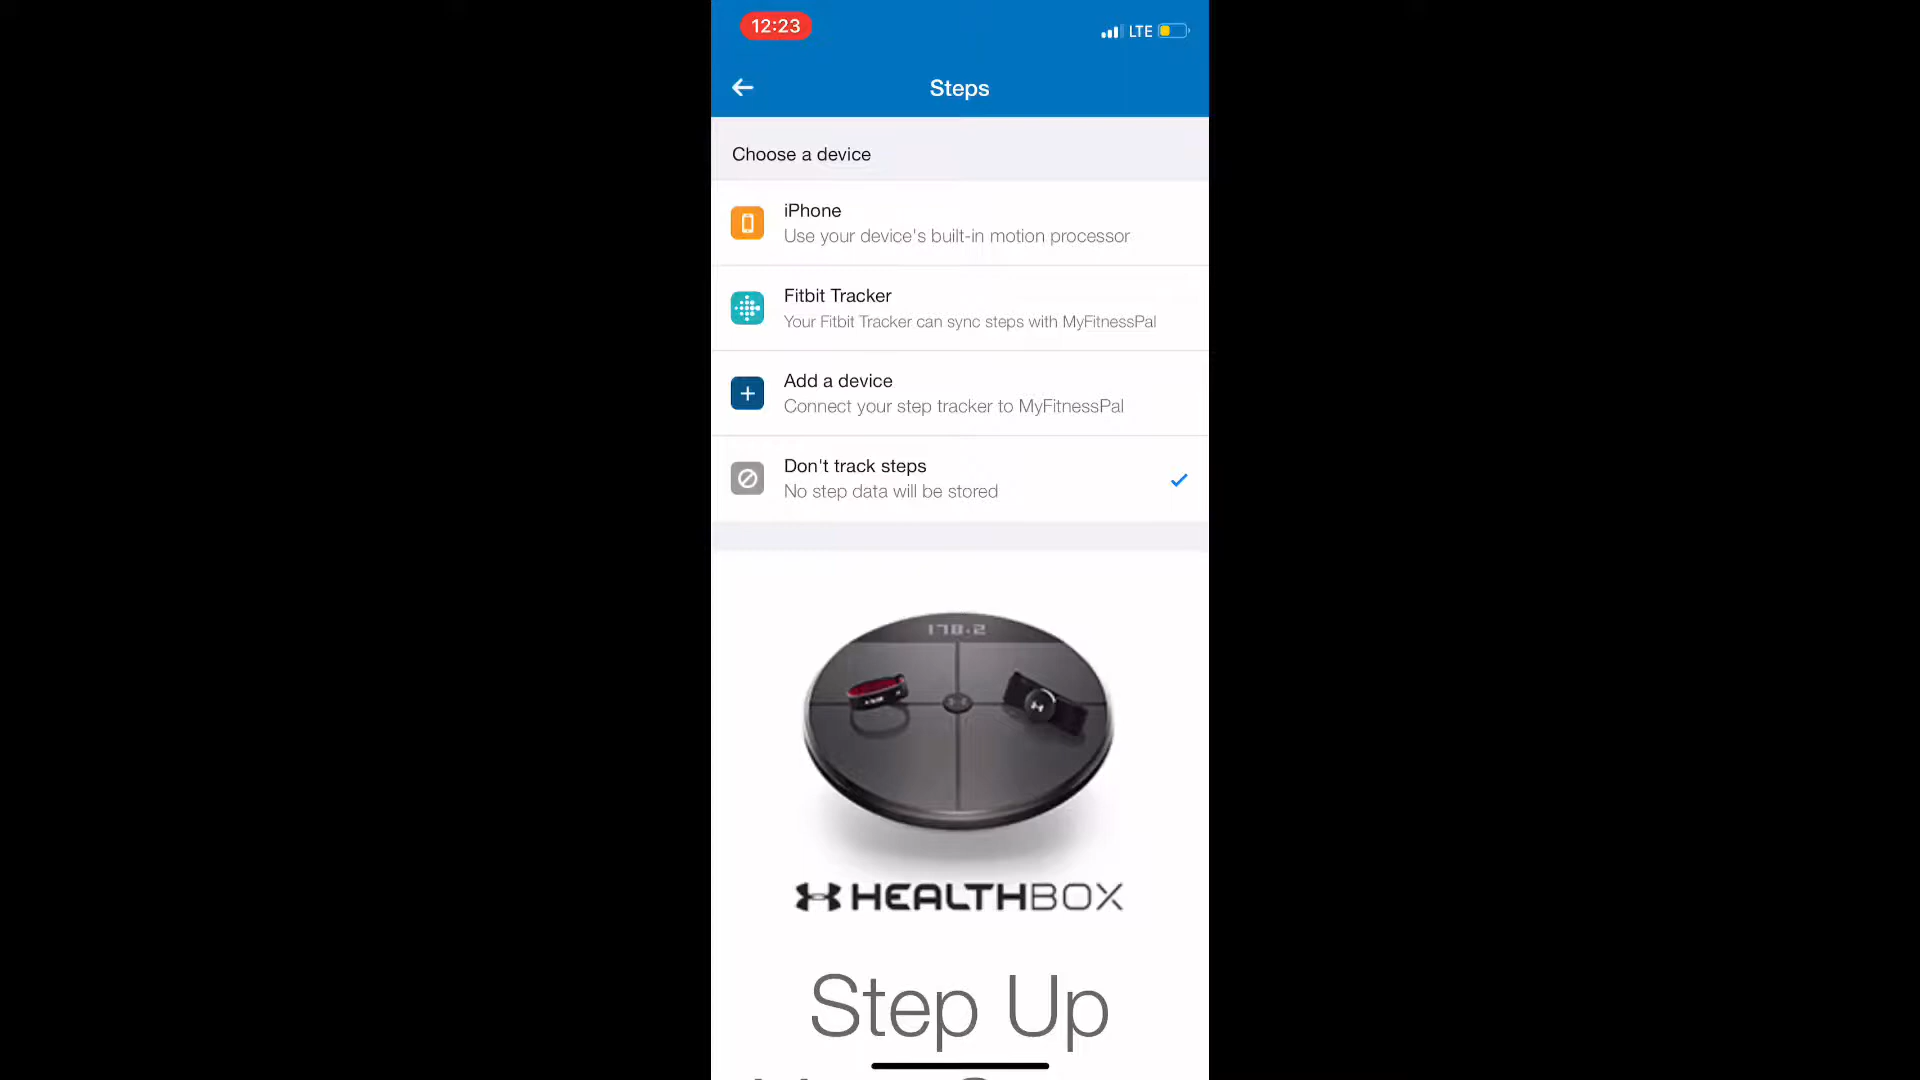 12:23
LTE
Steps
Choose a device
iPhone
Use your device's built-in motion processor
Fitbit Tracker
Your Fitbit Tracker can sync steps with MyFitnessPal
Add a device
Connect your step tracker to MyFitnessPal
Don't track steps
No step data will be stored
178.2
HEALTHBOX
Step Up